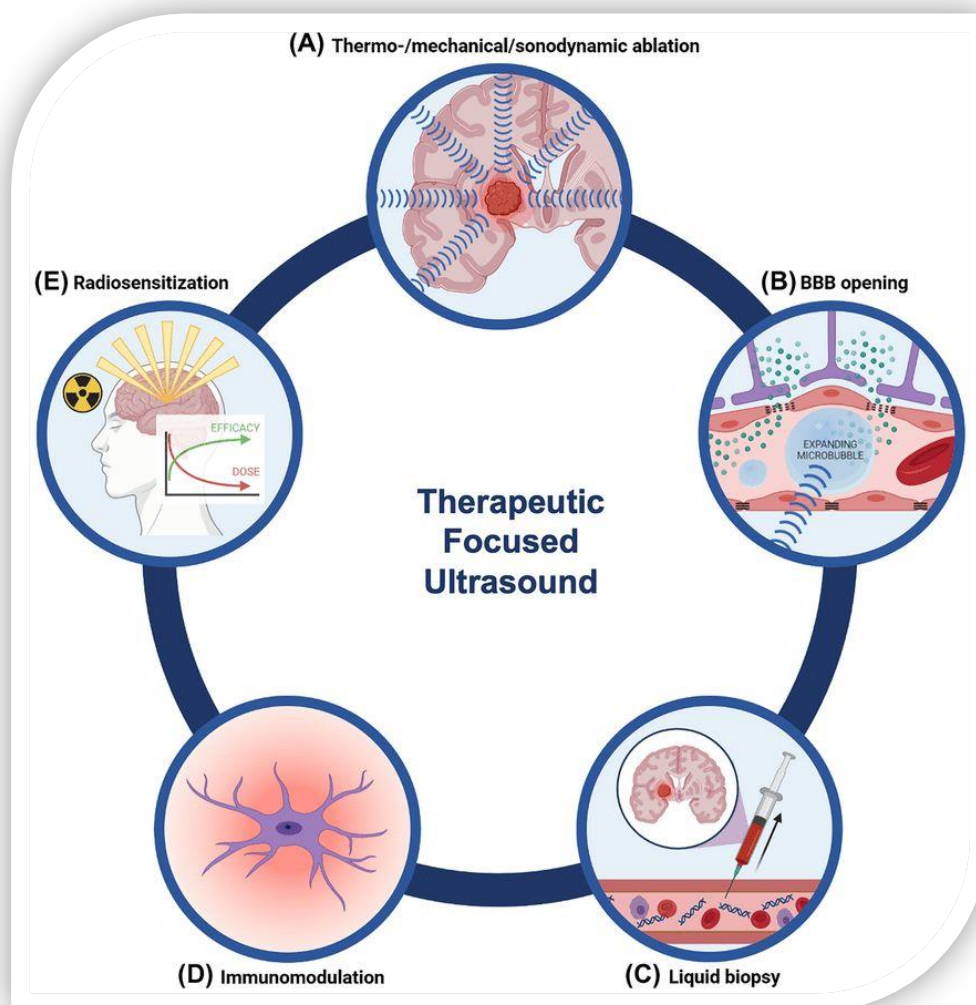 (A) Thermo-/mechanical/sonodynamic ablation
(E) Radiosensitization
(B) BBB opening
EFFICACY
DOSE
EXPANDING
MICROBUBBLE
Therapeutic
Focused
Ultrasound
(D) Immunomodulation
(C) Liquid biopsy